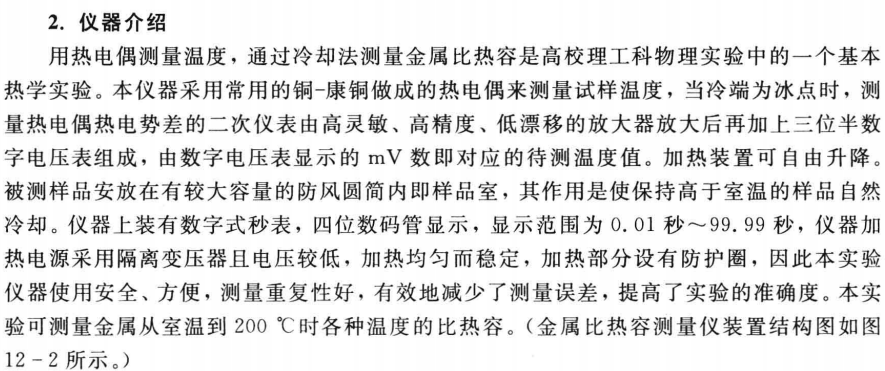 2. 仪器介绍
用热电偶测量温度，通过冷却法测量金属比热容是高校理工科物理实验中的一个基本
热学实验。本仪器采用常用的铜-康铜做成的热电偶来测量试样温度，当冷端为冰点时，测
量热电偶热电势差的二次仪表由高灵敏、高精度、低漂移的放大器放大后再加上三位半数
字电压表组成，由数字电压表显示的 mV 数即对应的待测温度值。加热装置可自由升降。
被测样品安放在有较大容量的防风圆筒内即样品室，其作用是使保持高于室温的样品自然
冷却。仪器上装有数字式秒表，四位数码管显示，显示范围为 0.01 秒～99.99 秒，仪器加
热电源采用隔离变压器且电压较低，加热均匀而稳定，加热部分设有防护圈，因此本实验
仪器使用安全、方便，测量重复性好，有效地减少了测量误差，提高了实验的准确度。本实
验可测量金属从室温到 200 ℃时各种温度的比热容。（金属比热容测量仪装置结构图如图
12-2 所示。）